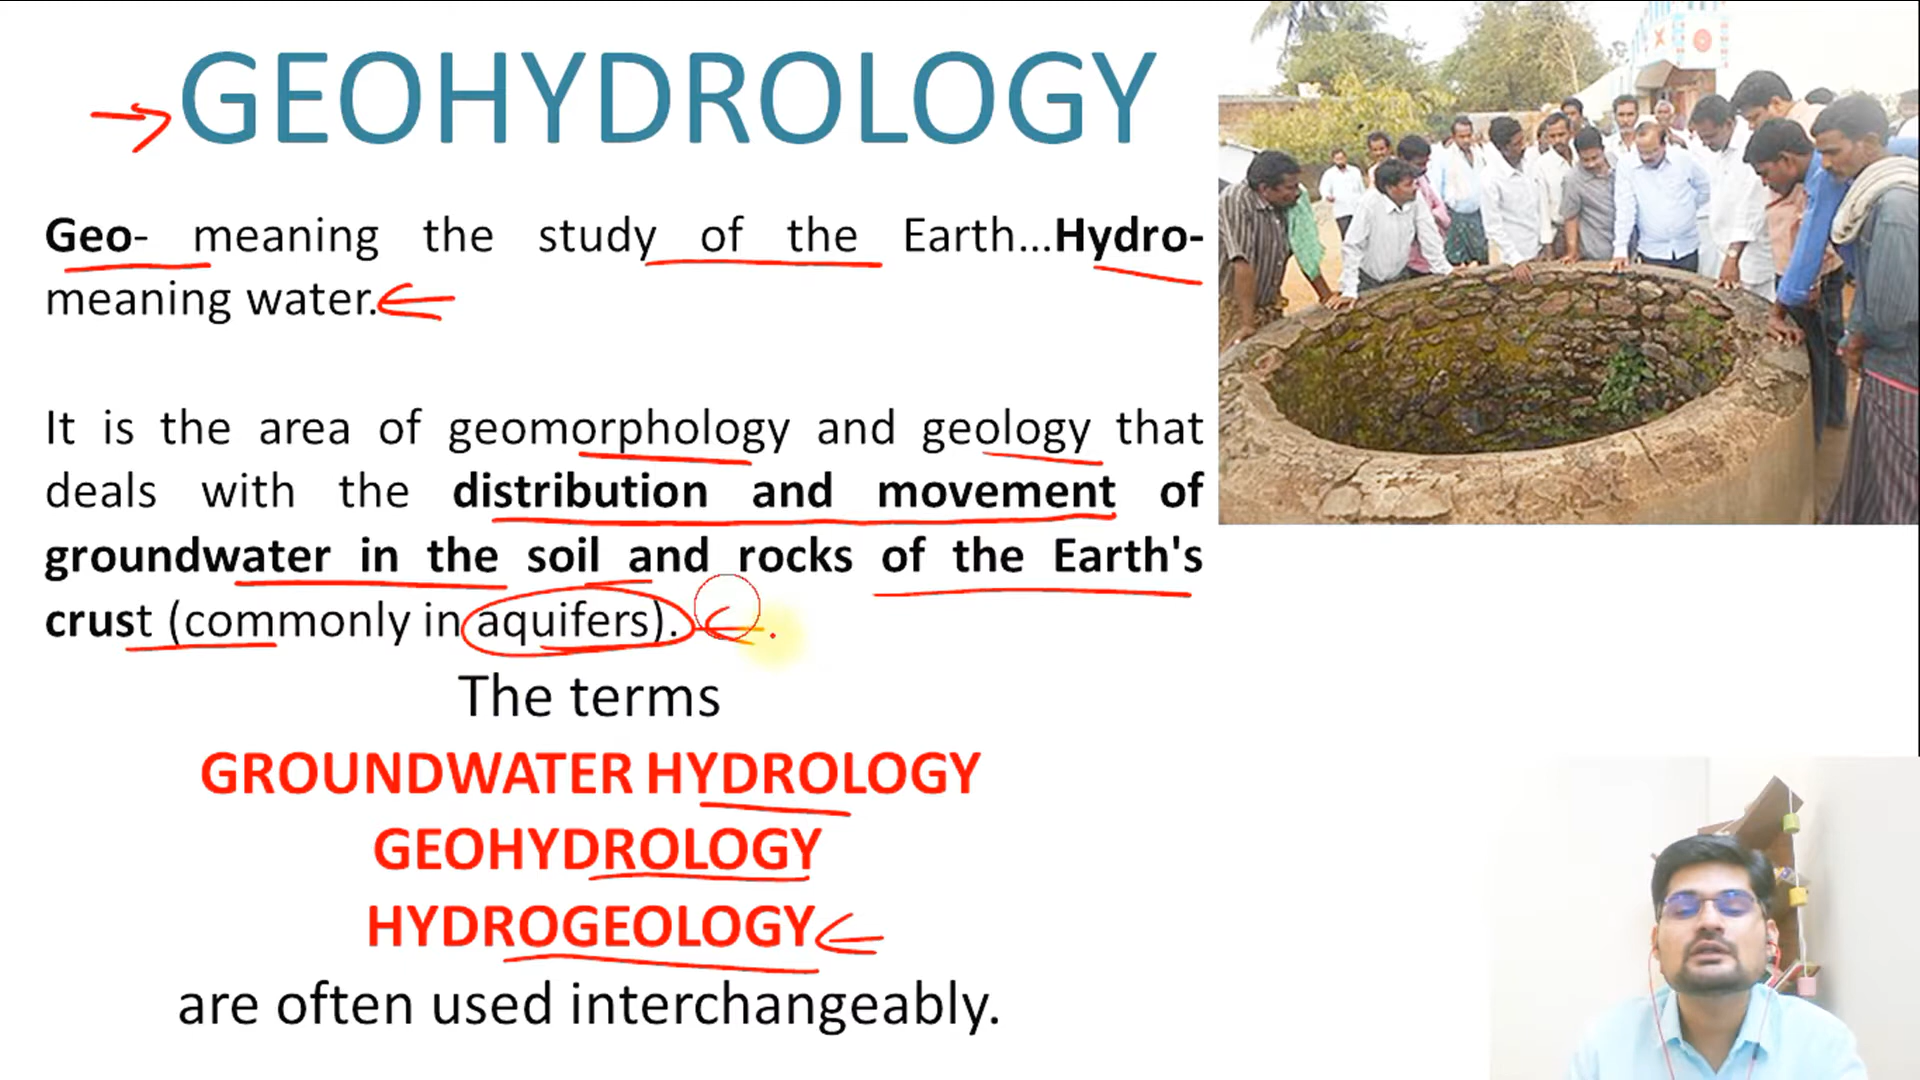 GEOHYDROLOGY
Geo- meaning the study of the Earth...Hydro-
meaning water.
It is the area of geomorphology and geology that
deals with the distribution and movement of
groundwater in the soil and rocks of the Earth's
crust (commonly in aquifers).
The terms
GROUNDWATER HYDROLOGY
GEOHYDROLOGY
HYDROGEOLOGY
are often used interchangeably.